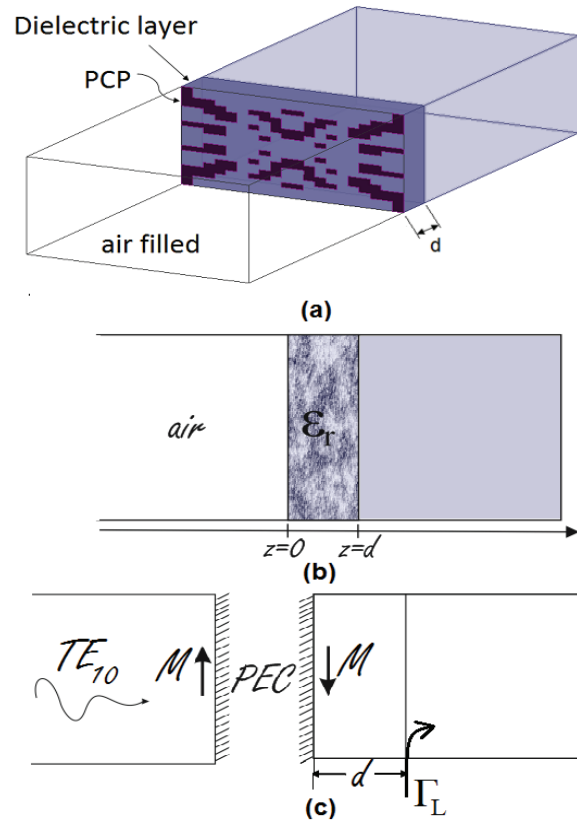 Dielectric layer
PCP
air filled
d
(a)
air
εr
z=0
z=d
(b)
TE10
M
PEC
M
d
ΓL
(c)